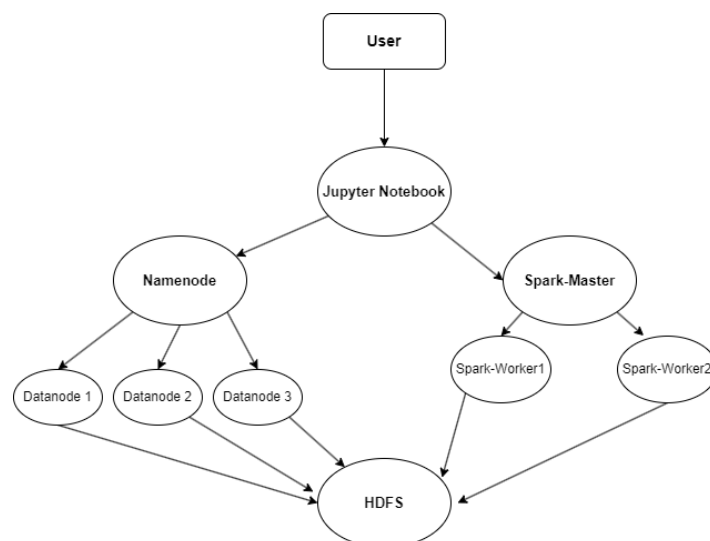 User
Jupyter Notebook
Namenode
Spark-Master
Datanode 1
Datanode 2
Datanode 3
Spark-Worker1
Spark-Worker2
HDFS